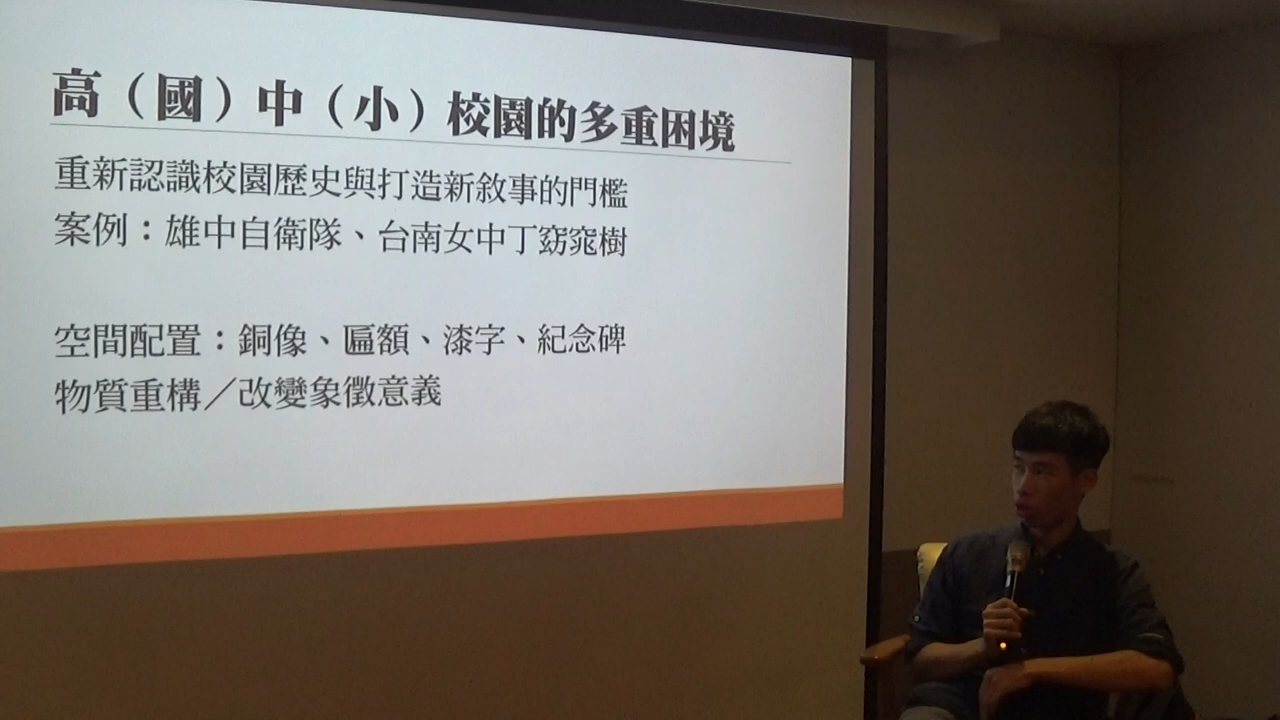 高（國）中（小）校園的多重困境
重新認識校園歷史與打造新敘事的門檻
案例：雄中自衛隊、台南女中丁窈窕樹
空間配置：銅像、匾額、漆字、紀念碑
物質重構／改變象徵意義